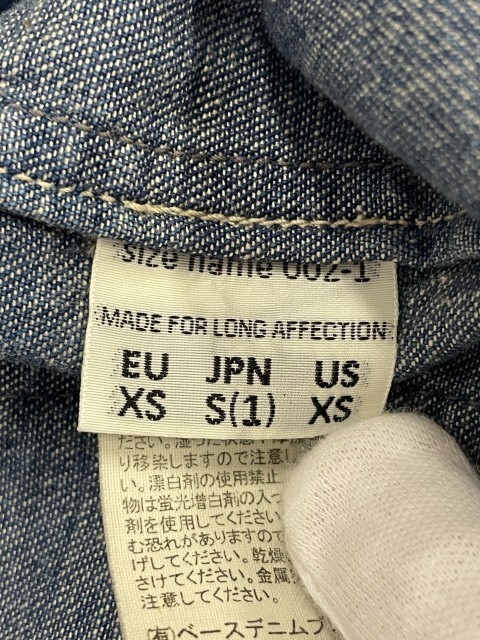 Size name 002-1
MADE FOR LONG AFFECTION
EU JPN US
XS S(1) XS
ださい。湿った状態や
り移染しますので注意し
。漂白剤の使用禁止
物は蛍光増白剤の入っ
剤を使用してください
む恐れがありますので
げしてください。乾燥
さけてください。金属
注意してください。
(有)ベースデニムプ